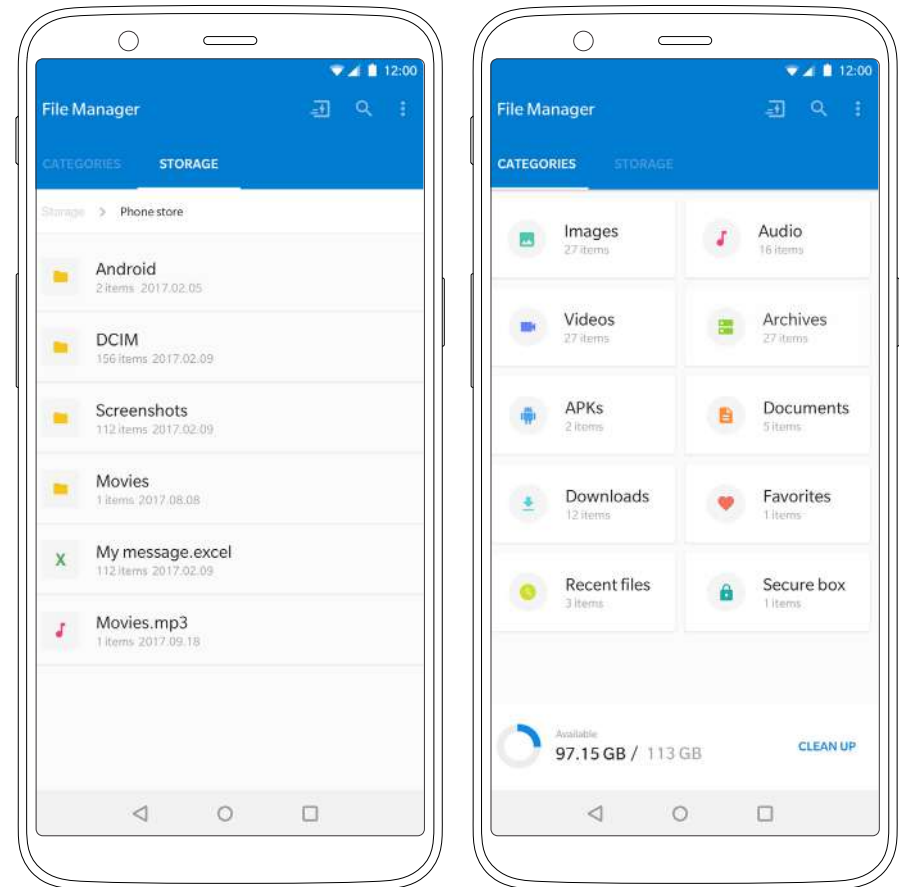 12:00
File Manager
CATEGORIES STORAGE
Storage > Phone store
Android
2 items 2017.02.05
DCIM
156 items 2017.02.09
Screenshots
112 items 2017.02.09
Movies
1 items 2017.08.08
X My message.excel
112 items 2017.02.09
Movies.mp3
1 items 2017.09.18
12:00
File Manager
CATEGORIES STORAGE
Images Audio
27 items 16 items
Videos Archives
27 items 27 items
APKs Documents
2 items 5 items
Downloads Favorites
12 items 1 items
Recent files Secure box
3 items 1 items
Available
97.15 GB / 113 GB CLEAN UP